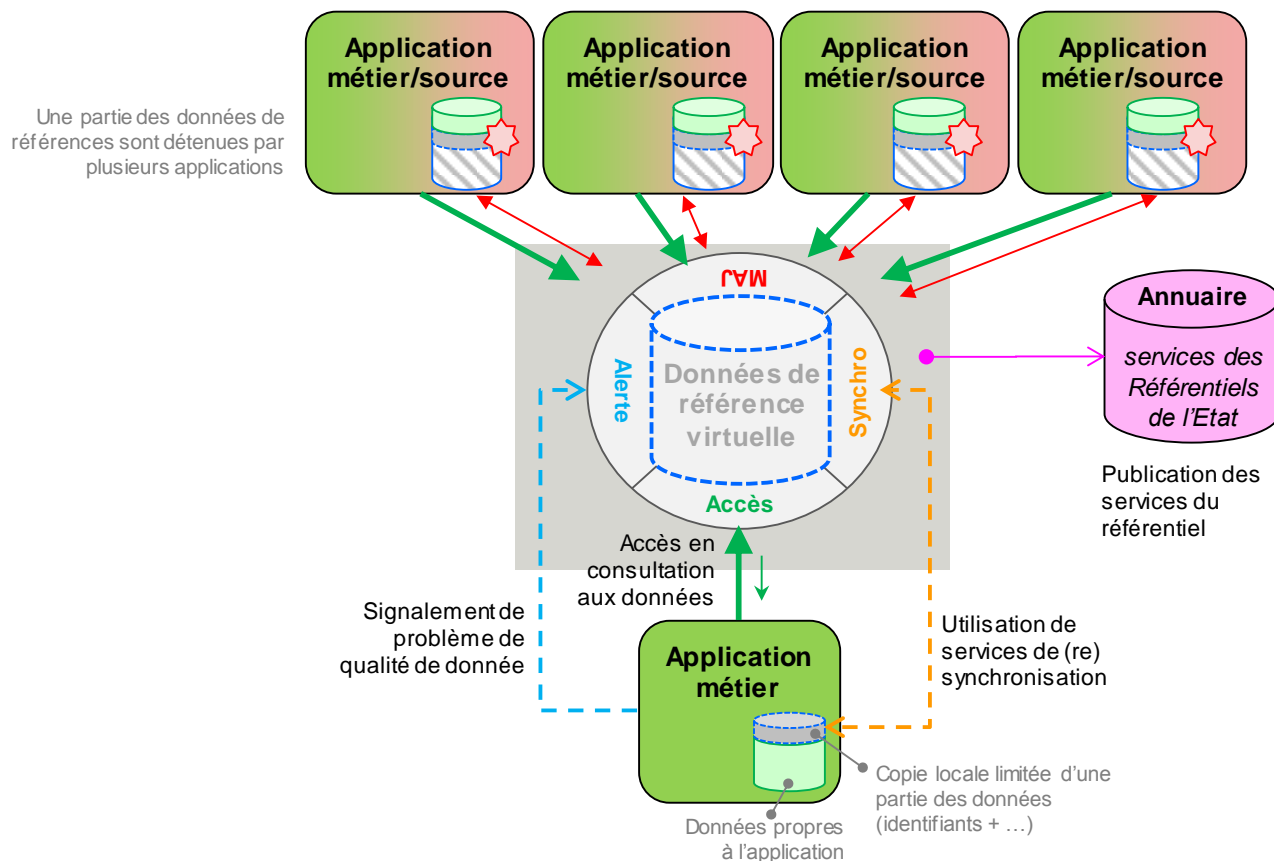 Application
métier/source
Application
métier/source
Application
métier/source
Application
métier/source
Une partie des données de
références sont détenues par
plusieurs applications
MAJ
Alerte
Synchro
Accès
Données de
référence
virtuelle
Annuaire
services des
Référentiels
de l'Etat
Publication des
services du
référentiel
Accès en
consultation
aux données
Signalement de
problème de
qualité de donnée
Utilisation de
services de (re)
synchronisation
Application
métier
Copie locale limitée d'une
partie des données
(identifiants + …)
Données propres
à l'application